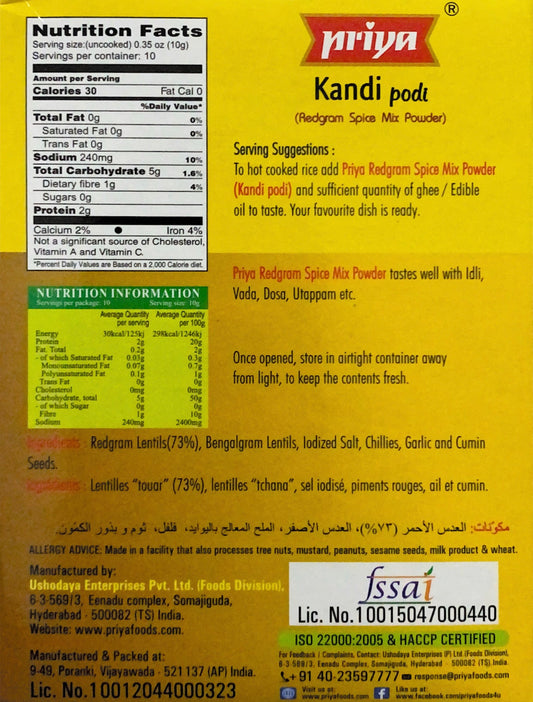 Nutrition Facts
Serving size:(uncooked) 0.35 oz (10g)
Servings per container: 10
Amount per Serving
Calories 30 Fat Cal 0
%Daily Value*
Total Fat 0g 0%
Saturated Fat 0g 0%
Trans Fat 0g
Sodium 240mg 10%
Total Carbohydrate 5g 1.6%
Dietary fibre 1g 4%
Sugars 0g
Protein 2g
Calcium 2% ● Iron 4%
Not a significant source of Cholesterol,
Vitamin A and Vitamin C.
*Percent Daily Values are Based on a 2,000 Calorie diet.
NUTRITION INFORMATION
Servings per package: 10 Serving size: 10g
Average Quantity per serving Average Quantity per 100g
Energy 30kcal/125kj 298kcal/1246kj
Protein 2g 20g
Fat. Total 0.2g 2g
- of which Saturated Fat 0.03g 0.3g
Monounsaturated Fat 0.07g 0.7g
Polyunsaturated Fat 0.1g 1g
Trans Fat 0g 0g
Cholesterol 0mg 0mg
Carbohydrate, total 5g 50g
- of which Sugar 0g 0g
Fibre 1g 10g
Sodium 240mg 2400mg
®
priya
Kandi podi
(Redgram Spice Mix Powder)
Serving Suggestions :
To hot cooked rice add Priya Redgram Spice Mix Powder
(Kandi podi) and sufficient quantity of ghee / Edible
oil to taste. Your favourite dish is ready.
Priya Redgram Spice Mix Powder tastes well with Idli,
Vada, Dosa, Utappam etc.
Once opened, store in airtight container away
from light, to keep the contents fresh.
Ingredients : Redgram Lentils(73%), Bengalgram Lentils, Iodized Salt, Chillies, Garlic and Cumin
Seeds.
Ingrédients : Lentilles "touar" (73%), lentilles "tchana", sel iodisé, piments rouges, ail et cumin.
مكوّنات: العدس الأحمر (٧٣%)، العدس الأصفر، الملح المعالج باليوايد، فلفل، ثوم و بذور الكمّون.
ALLERGY ADVICE: Made in a facility that also processes tree nuts, mustard, peanuts, sesame seeds, milk product & wheat.
Manufactured by:
Ushodaya Enterprises Pvt. Ltd. (Foods Division),
6-3-569/3, Eenadu complex, Somajiguda,
Hyderabad - 500082 (TS) India.
Website: www.priyafoods.com.
Manufactured & Packed at:
9-49, Poranki, Vijayawada - 521 137 (AP) India.
Lic. No.10012044000323
fssai
Lic. No.10015047000440
ISO 22000:2005 & HACCP CERTIFIED
For Feedback / Complaints, Contact: Ushodaya Enterprises (P) Ltd. (Foods Division),
6-3-569/3, Eenadu Complex, Somajiguda, Hyderabad - 500082 (TS) India.
+91 40-23597777 response@priyafoods.com
Visit us at: www.priyafoods.com Like us at: www.facebook.com/priyafoods4u